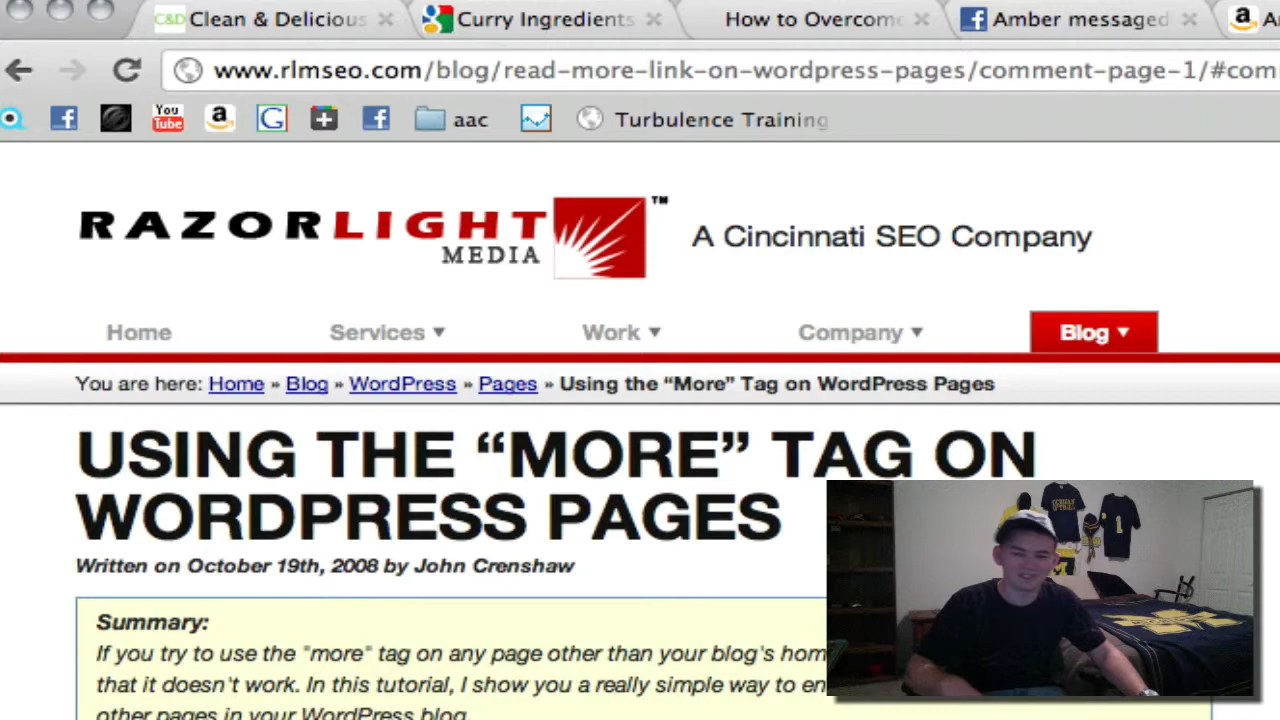 Clean & Delicious
Curry Ingredients
How to Overcome
Amber messaged
www.rlmseo.com/blog/read-more-link-on-wordpress-pages/comment-page-1/#com
You Tube
aac
Turbulence Training
RAZORLIGHT
MEDIA
TM
A Cincinnati SEO Company
Home
Services
Work
Company
Blog
You are here: Home » Blog » WordPress » Pages » Using the “More” Tag on WordPress Pages
USING THE “MORE” TAG ON
WORDPRESS PAGES
Written on October 19th, 2008 by John Crenshaw
Summary:
If you try to use the "more" tag on any page other than your blog's hom
that it doesn't work. In this tutorial, I show you a really simple way to en
other pages in your WordPress blog.